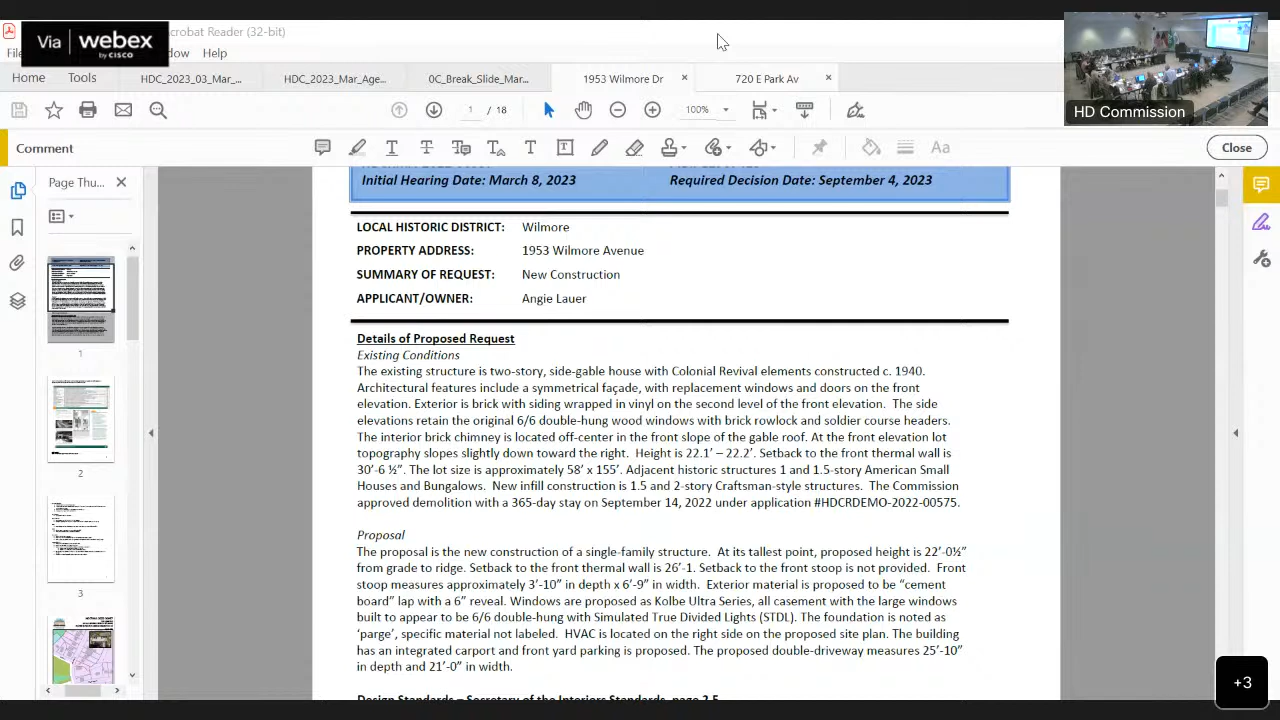 Via webex
by CISCO
crobat Reader (32-bit)
dow Help
Home Tools HDC_2023_03_Mar_... HDC_2023_Mar_Age... 0C_Break_Slide_Mar... 1953 Wilmore Dr 720 E Park Av
1 / 18 100%
HD Commission
Comment Close
Page Thu...
Initial Hearing Date: March 8, 2023 Required Decision Date: September 4, 2023
LOCAL HISTORIC DISTRICT: Wilmore
PROPERTY ADDRESS: 1953 Wilmore Avenue
SUMMARY OF REQUEST: New Construction
APPLICANT/OWNER: Angie Lauer
Details of Proposed Request
Existing Conditions
The existing structure is two-story, side-gable house with Colonial Revival elements constructed c. 1940.
Architectural features include a symmetrical façade, with replacement windows and doors on the front
elevation. Exterior is brick with siding wrapped in vinyl on the second level of the front elevation. The side
elevations retain the original 6/6 double-hung wood windows with brick rowlock and soldier course headers.
The interior brick chimney is located off-center in the front slope of the gable roof. At the front elevation lot
topography slopes slightly down toward the right. Height is 22.1’ – 22.2’. Setback to the front thermal wall is
30’-6 ½”. The lot size is approximately 58’ x 155’. Adjacent historic structures 1 and 1.5-story American Small
Houses and Bungalows. New infill construction is 1.5 and 2-story Craftsman-style structures. The Commission
approved demolition with a 365-day stay on September 14, 2022 under application #HDCRDEMO-2022-00575.
Proposal
The proposal is the new construction of a single-family structure. At its tallest point, proposed height is 22’-0½”
from grade to ridge. Setback to the front thermal wall is 26’-1. Setback to the front stoop is not provided. Front
stoop measures approximately 3’-10” in depth x 6’-9” in width. Exterior material is proposed to be “cement
board” lap with a 6” reveal. Windows are proposed as Kolbe Ultra Series, all casement with the large windows
built to appear to be 6/6 double-hung with Simulated True Divided Lights (STDL). The foundation is noted as
‘parge’, specific material not labeled. HVAC is located on the right side on the proposed site plan. The building
has an integrated carport and front yard parking is proposed. The proposed double-driveway measures 25’-10”
in depth and 21’-0” in width.
Design Standards – Secretary of the Interiors Standards, page 2.5
1
2
3
+3